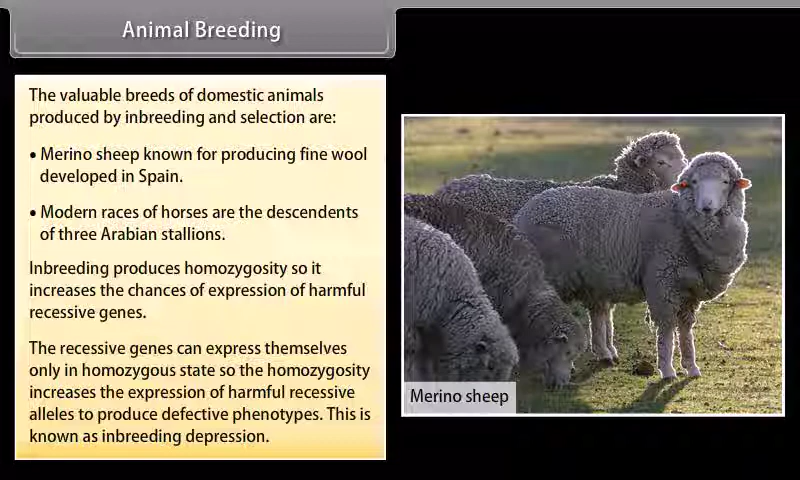 Animal Breeding
The valuable breeds of domestic animals
produced by inbreeding and selection are:
• Merino sheep known for producing fine wool
developed in Spain.
• Modern races of horses are the descendents
of three Arabian stallions.
Inbreeding produces homozygosity so it
increases the chances of expression of harmful
recessive genes.
The recessive genes can express themselves
only in homozygous state so the homozygosity
increases the expression of harmful recessive
alleles to produce defective phenotypes. This is
known as inbreeding depression.
Merino sheep